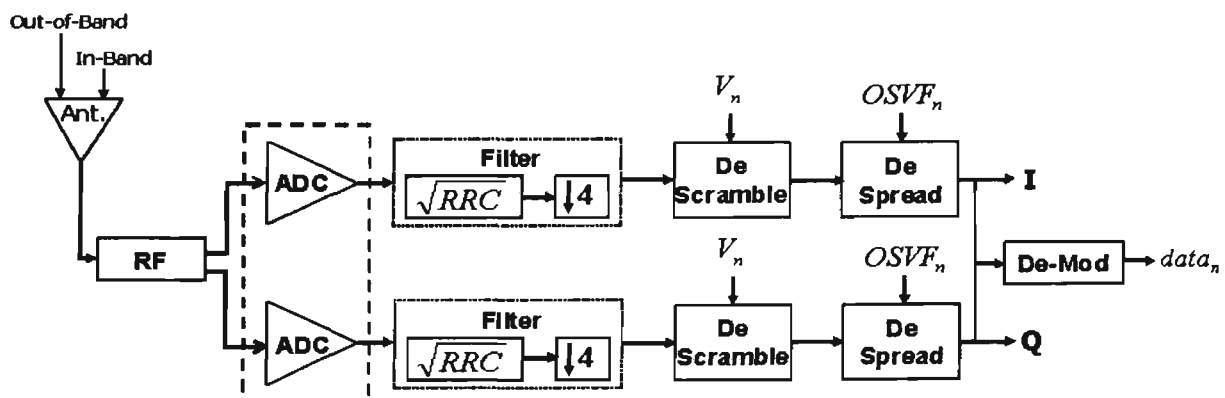 Out-of-Band
In-Band
Ant.
RF
ADC
Filter
√RRC
↓4
V_n
De
Scramble
OSVF_n
De
Spread
I
De-Mod
data_n
ADC
Filter
√RRC
↓4
V_n
De
Scramble
OSVF_n
De
Spread
Q